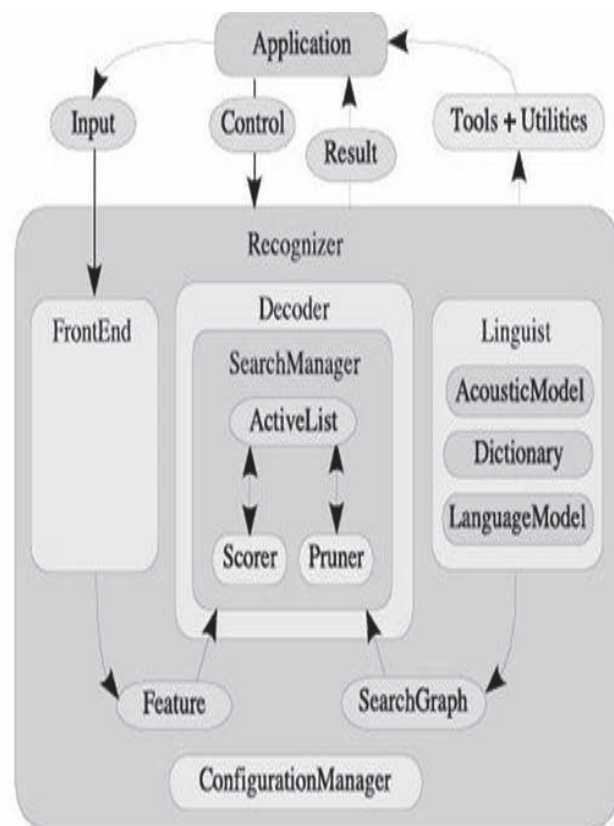 Application
Input
Control
Result
Tools + Utilities
Recognizer
FrontEnd
Decoder
SearchManager
ActiveList
Scorer
Pruner
Linguist
AcousticModel
Dictionary
LanguageModel
Feature
SearchGraph
ConfigurationManager